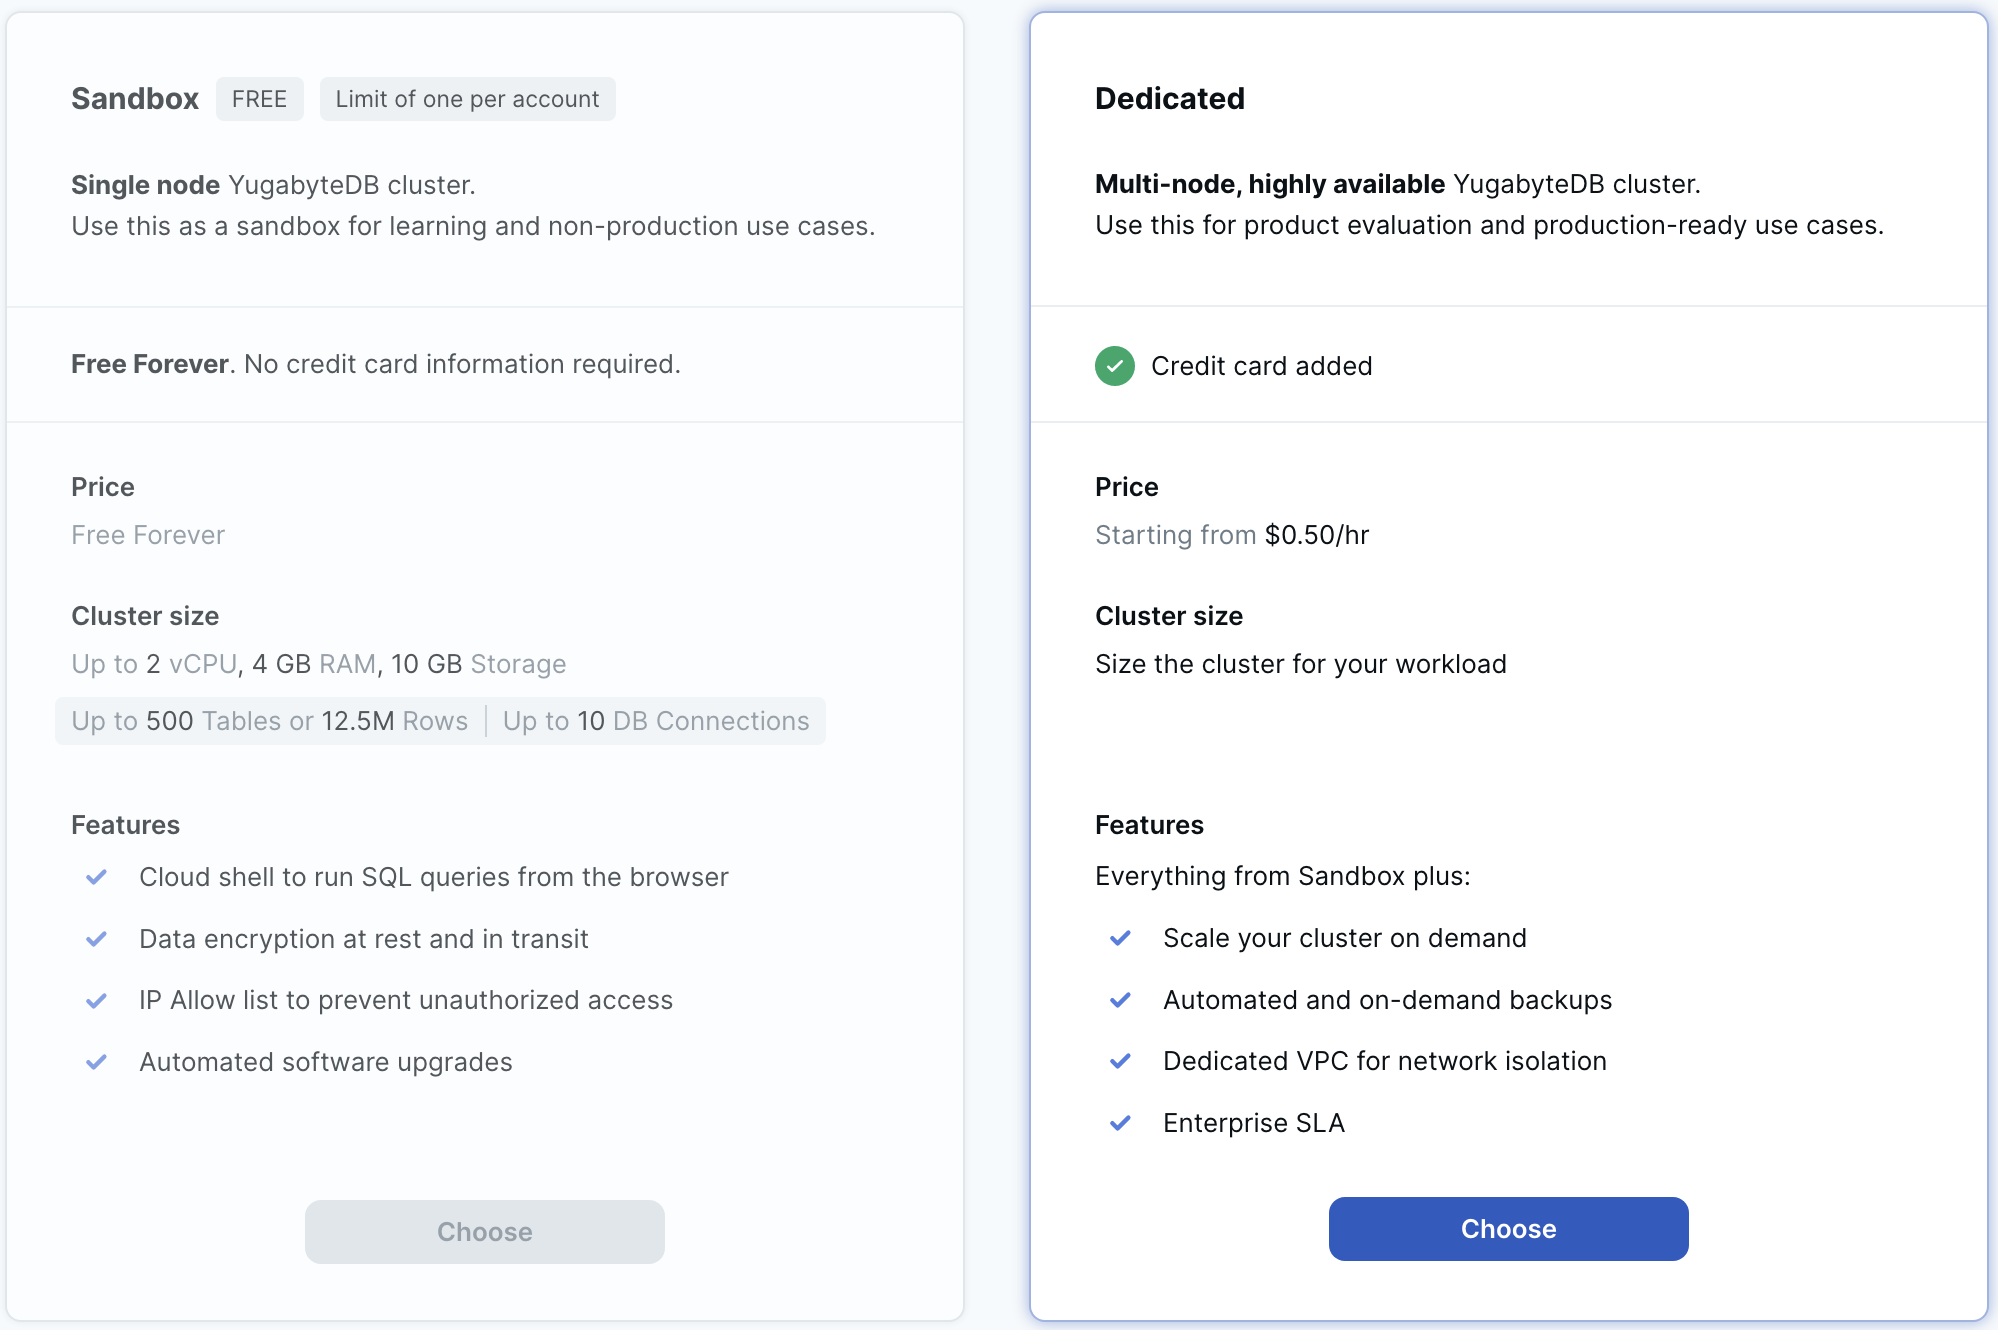 Sandbox FREE Limit of one per account
Single node YugabyteDB cluster.
Use this as a sandbox for learning and non-production use cases.
Free Forever. No credit card information required.
Price
Free Forever
Cluster size
Up to 2 vCPU, 4 GB RAM, 10 GB Storage
Up to 500 Tables or 12.5M Rows | Up to 10 DB Connections
Features
Cloud shell to run SQL queries from the browser
Data encryption at rest and in transit
IP Allow list to prevent unauthorized access
Automated software upgrades
Choose
Dedicated
Multi-node, highly available YugabyteDB cluster.
Use this for product evaluation and production-ready use cases.
Credit card added
Price
Starting from $0.50/hr
Cluster size
Size the cluster for your workload
Features
Everything from Sandbox plus:
Scale your cluster on demand
Automated and on-demand backups
Dedicated VPC for network isolation
Enterprise SLA
Choose